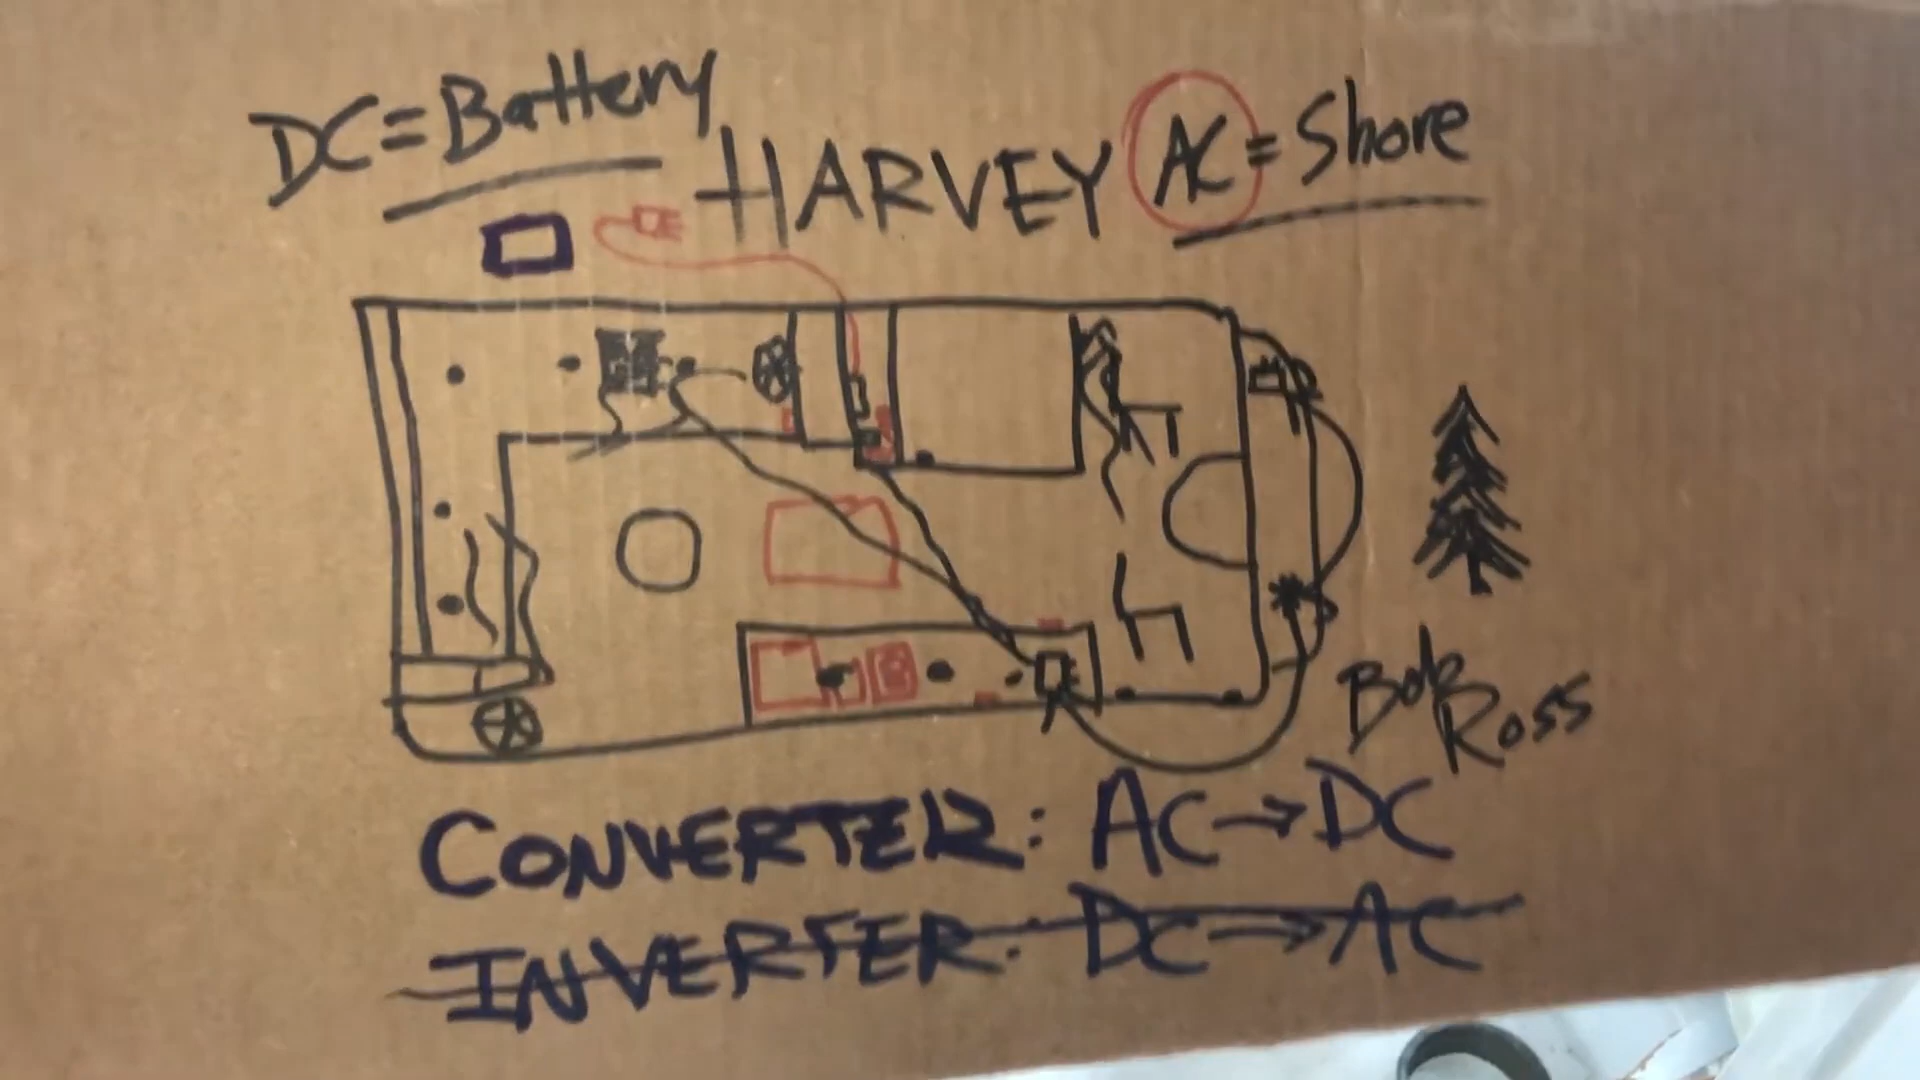 DC = Battery
HARVEY
AC = Shore
Bob
Ross
CONVERTER: AC → DC
INVERTER: DC → AC